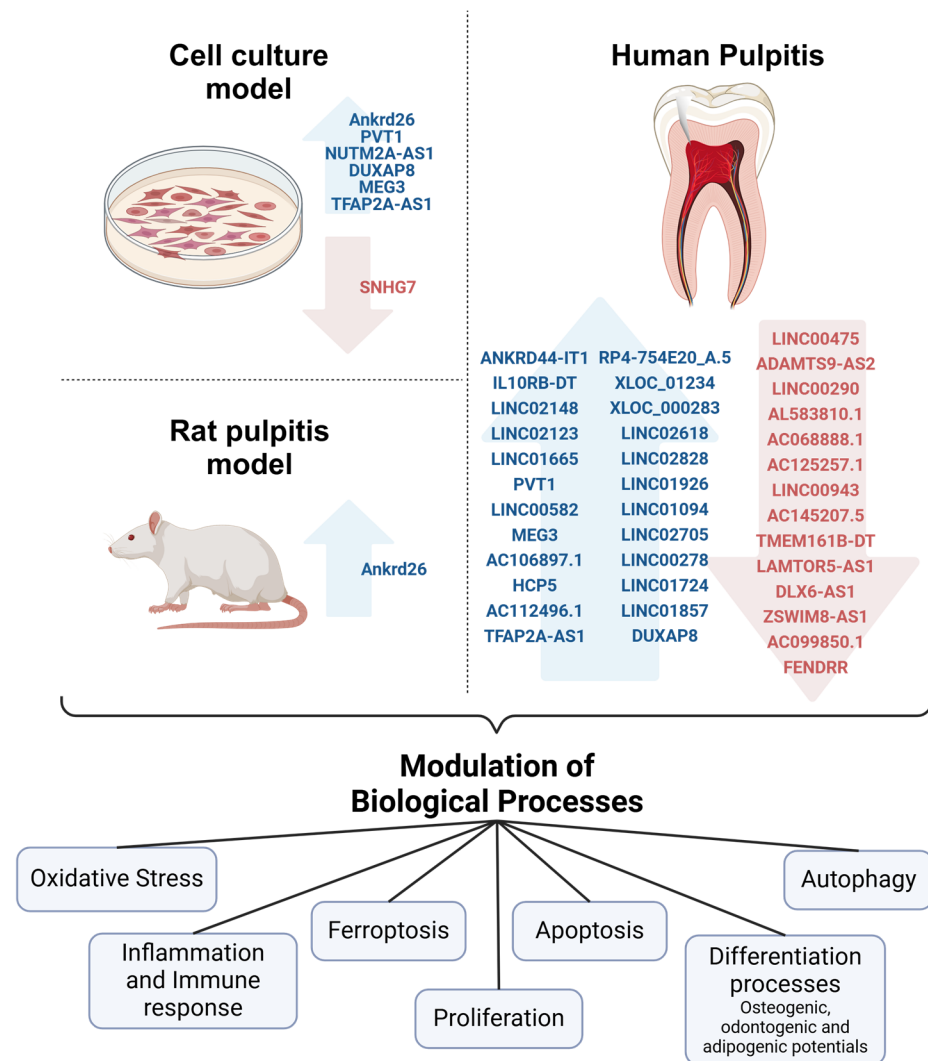 Cell culture
model
Ankrd26
PVT1
NUTM2A-AS1
DUXAP8
MEG3
TFAP2A-AS1
SNHG7
Rat pulpitis
model
Ankrd26
Human Pulpitis
ANKRD44-IT1
IL10RB-DT
LINC02148
LINC02123
LINC01665
PVT1
LINC00582
MEG3
AC106897.1
HCP5
AC112496.1
TFAP2A-AS1
RP4-754E20_A.5
XLOC_01234
XLOC_000283
LINC02618
LINC02828
LINC01926
LINC01094
LINC02705
LINC00278
LINC01724
LINC01857
DUXAP8
LINC00475
ADAMTS9-AS2
LINC00290
AL583810.1
AC068888.1
AC125257.1
LINC00943
AC145207.5
TMEM161B-DT
LAMTOR5-AS1
DLX6-AS1
ZSWIM8-AS1
AC099850.1
FENDRR
Modulation of
Biological Processes
Oxidative Stress
Inflammation
and Immune
response
Ferroptosis
Proliferation
Apoptosis
Differentiation
processes
Osteogenic,
odontogenic and
adipogenic potentials
Autophagy